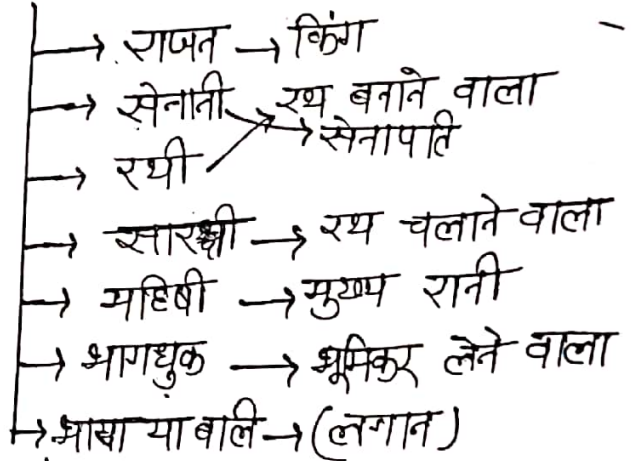 → राजन → किंग
→ सेनानी → रथ बनाने वाला
→ सेनापति
→ रथी
→ सारथी → रथ चलाने वाला
→ महिषी → मुख्य रानी
→ भागधुक → भूमिकर लेने वाला
→ भाग या बलि → (लगान)